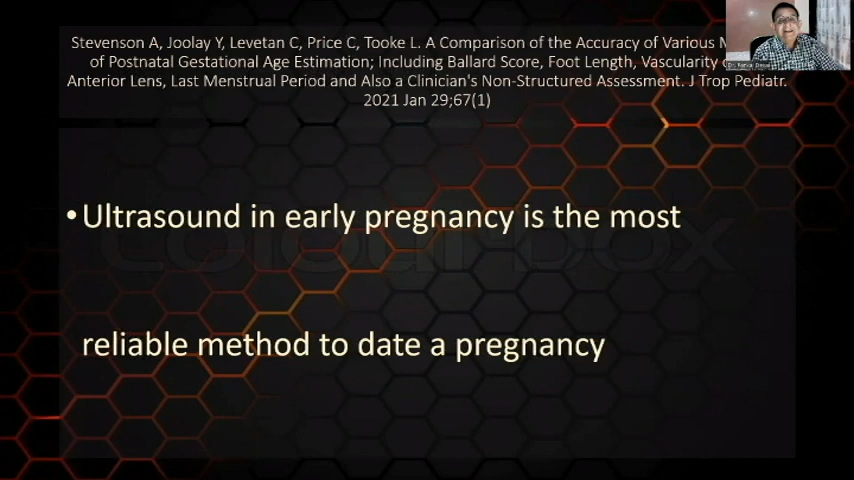 Stevenson A, Joolay Y, Levetan C, Price C, Tooke L. A Comparison of the Accuracy of Various
of Postnatal Gestational Age Estimation; Including Ballard Score, Foot Length, Vascularity
Anterior Lens, Last Menstrual Period and Also a Clinician's Non-Structured Assessment. J Trop Pediatr.
2021 Jan 29;67(1)
•Ultrasound in early pregnancy is the most
reliable method to date a pregnancy